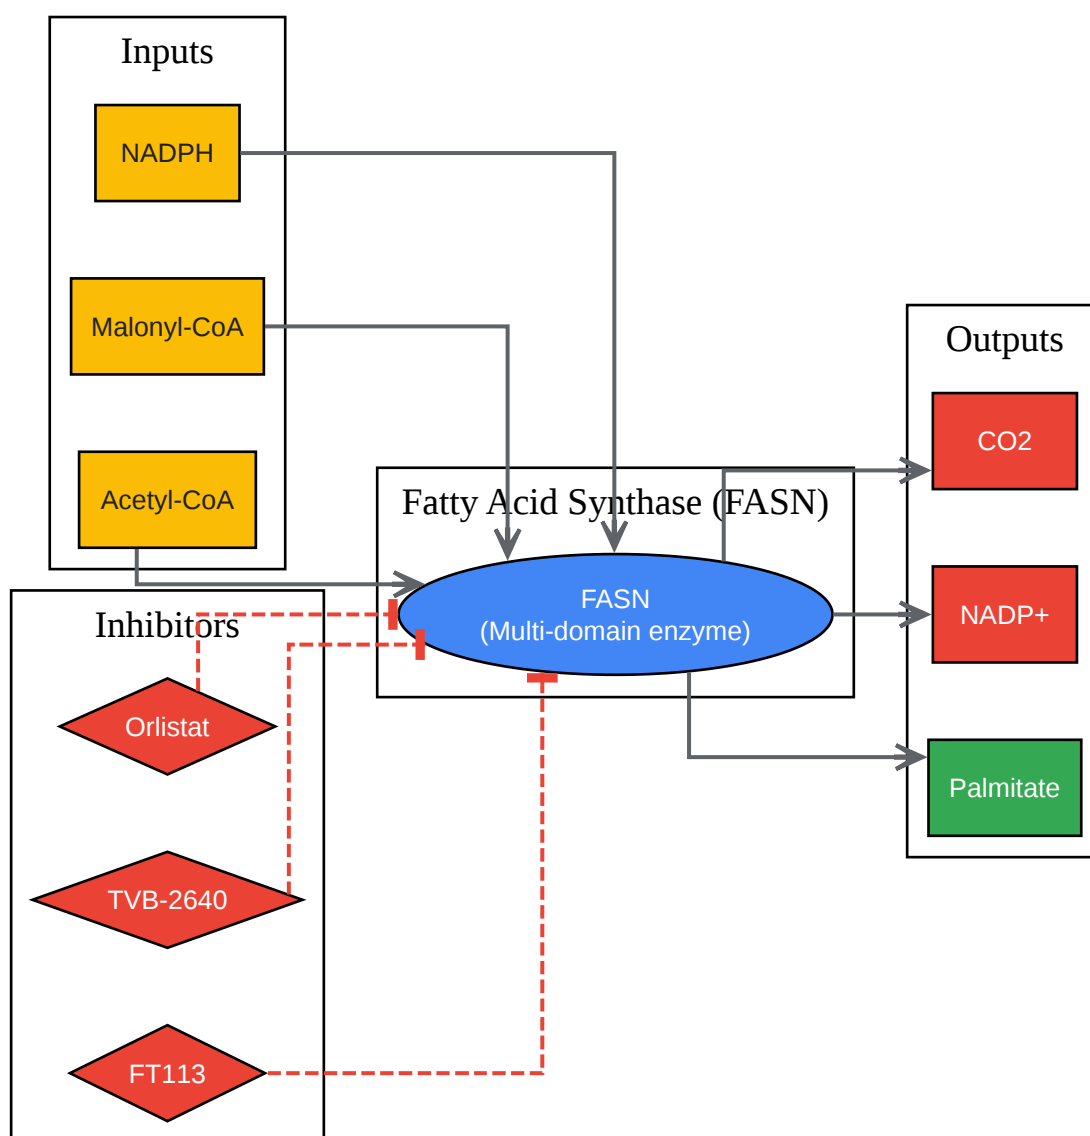 Inputs
NADPH
Malonyl-CoA
Acetyl-CoA
Fatty Acid Synthase (FASN)
FASN
(Multi-domain enzyme)
Outputs
CO2
NADP+
Palmitate
Inhibitors
Orlistat
TVB-2640
FT113